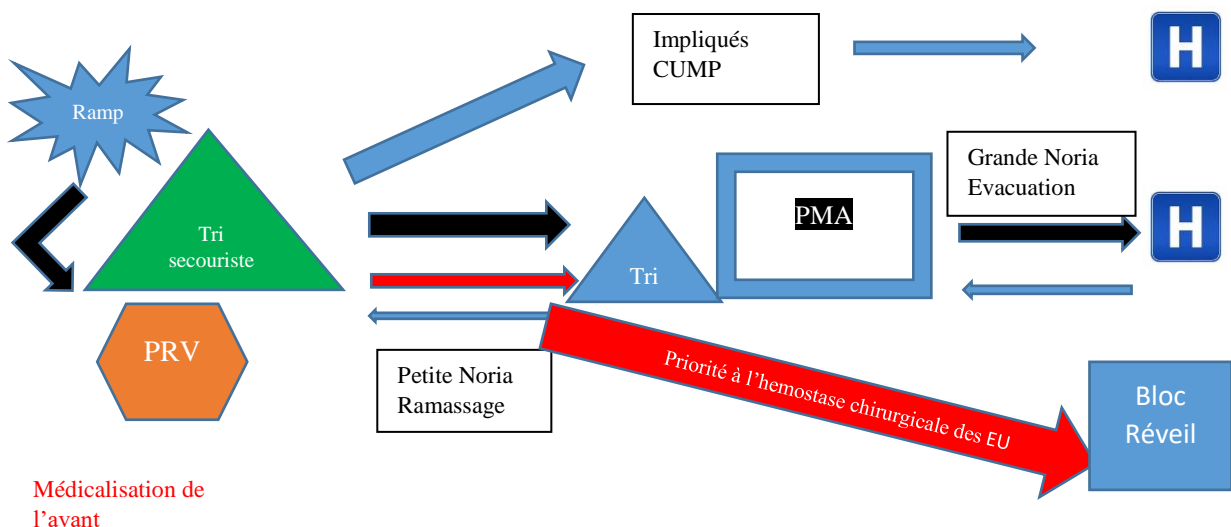 Impliqués
CUMP
H
Ramp
Grande Noria
Evacuation
PMA
H
Tri
secouriste
Tri
PRV
Petite Noria
Ramassage
Priorité à l'hemostase chirurgicale des EU
Bloc
Réveil
Médicalisation de
l'avant